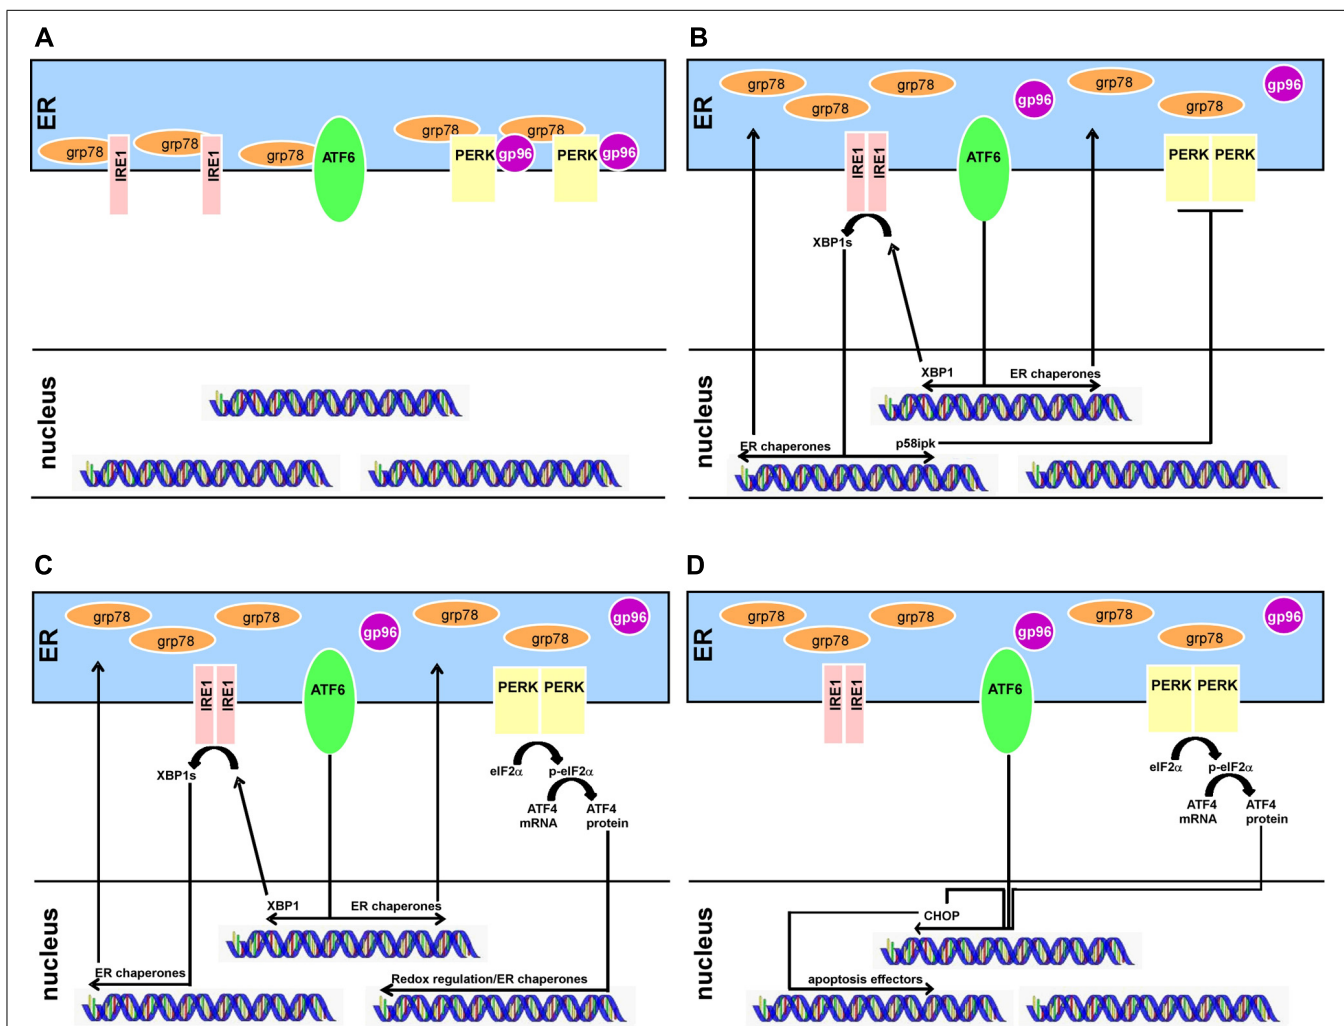 A
ER
grp78
grp78
grp78
grp78
grp78
IRE1
IRE1
ATF6
PERK
gp96
PERK
gp96
nucleus
B
ER
grp78
grp78
grp78
gp96
grp78
grp78
gp96
IRE1
IRE1
ATF6
PERK
PERK
XBP1s
XBP1
ER chaperones
nucleus
ER chaperones
p58ipk
C
ER
grp78
grp78
grp78
gp96
grp78
grp78
gp96
IRE1
IRE1
ATF6
PERK
PERK
XBP1s
eIF2α
p-eIF2α
ATF4
mRNA
ATF4
protein
nucleus
XBP1
ER chaperones
ER chaperones
Redox regulation/ER chaperones
D
ER
grp78
grp78
grp78
gp96
grp78
grp78
gp96
IRE1
IRE1
ATF6
PERK
PERK
eIF2α
p-eIF2α
ATF4
mRNA
ATF4
protein
nucleus
CHOP
apoptosis effectors